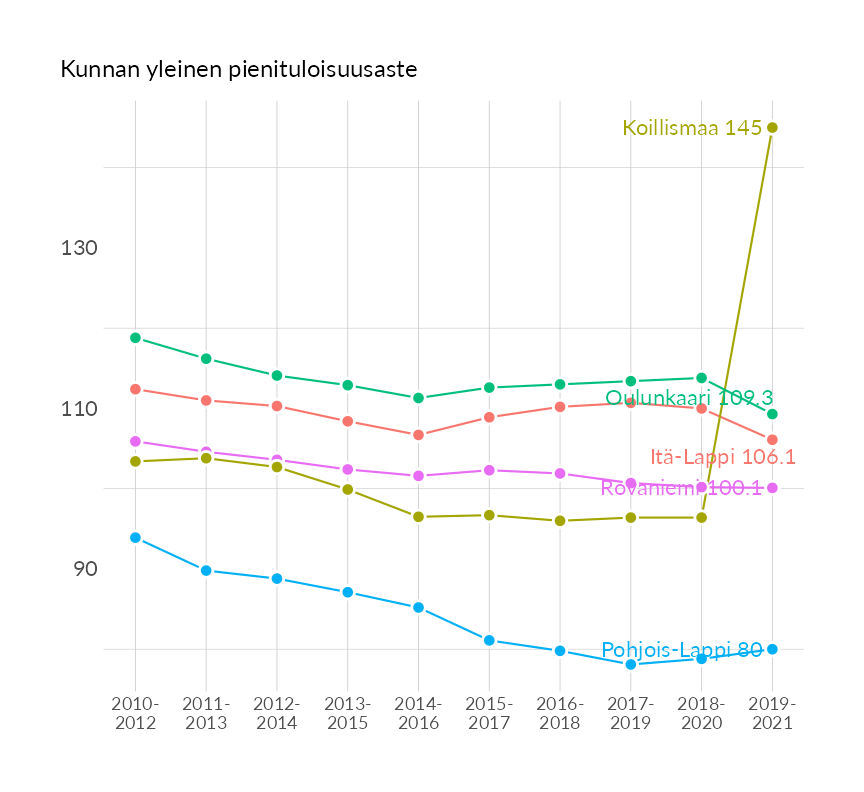 Kunnan yleinen pienituloisuusaste
Koillismaa 145
130
110
Oulunkaari 109.3
Itä-Lappi 106.1
Rovaniemi 100.1
90
Pohjois-Lappi 80
2010- 2011- 2012- 2013- 2014- 2015- 2016- 2017- 2018- 2019-
2012 2013 2014 2015 2016 2017 2018 2019 2020 2021